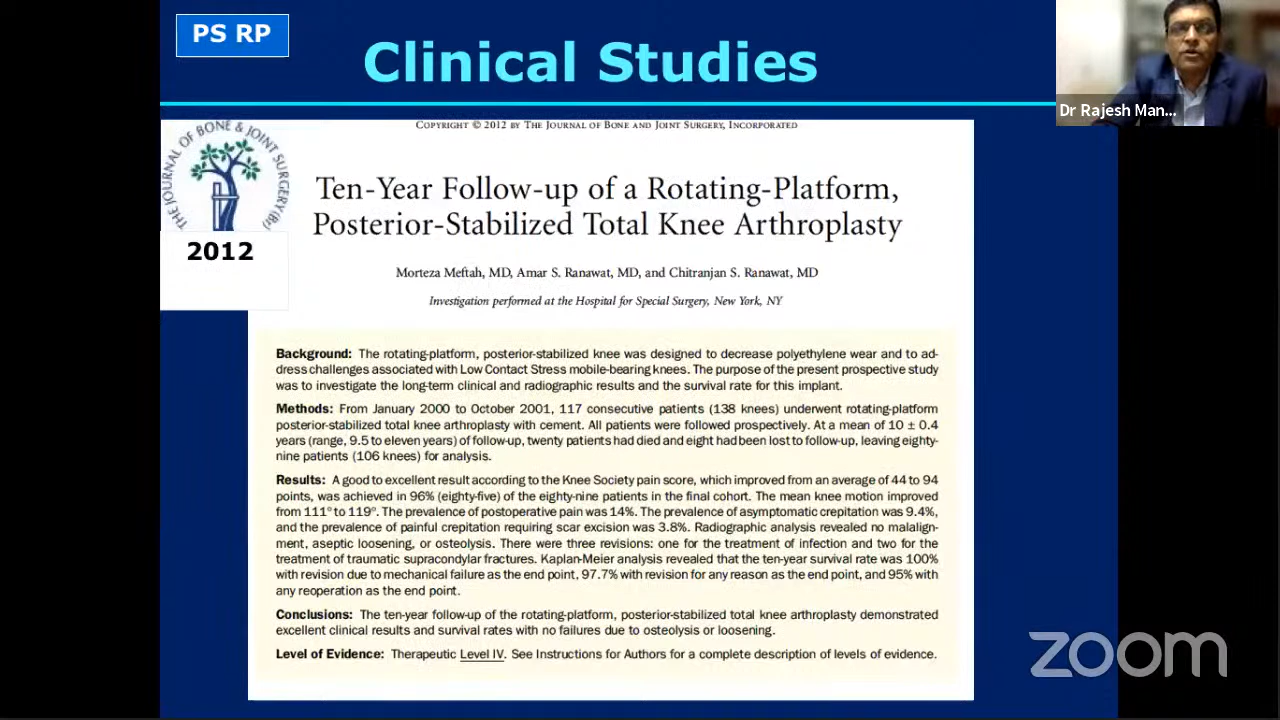 PS RP
Clinical Studies
Dr Rajesh Man...
COPYRIGHT © 2012 BY THE JOURNAL OF BONE AND JOINT SURGERY, INCORPORATED
THE JOURNAL OF BONE & JOINT SURGERY (Br)
2012
Ten-Year Follow-up of a Rotating-Platform,
Posterior-Stabilized Total Knee Arthroplasty
Morteza Meftah, MD, Amar S. Ranawat, MD, and Chitranjan S. Ranawat, MD
Investigation performed at the Hospital for Special Surgery, New York, NY
Background: The rotating-platform, posterior-stabilized knee was designed to decrease polyethylene wear and to ad-
dress challenges associated with Low Contact Stress mobile-bearing knees. The purpose of the present prospective study
was to investigate the long-term clinical and radiographic results and the survival rate for this implant.
Methods: From January 2000 to October 2001, 117 consecutive patients (138 knees) underwent rotating-platform
posterior-stabilized total knee arthroplasty with cement. All patients were followed prospectively. At a mean of 10 ± 0.4
years (range, 9.5 to eleven years) of follow-up, twenty patients had died and eight had been lost to follow-up, leaving eighty-
nine patients (106 knees) for analysis.
Results: A good to excellent result according to the Knee Society pain score, which improved from an average of 44 to 94
points, was achieved in 96% (eighty-five) of the eighty-nine patients in the final cohort. The mean knee motion improved
from 111° to 119°. The prevalence of postoperative pain was 14%. The prevalence of asymptomatic crepitation was 9.4%,
and the prevalence of painful crepitation requiring scar excision was 3.8%. Radiographic analysis revealed no malalign-
ment, aseptic loosening, or osteolysis. There were three revisions: one for the treatment of infection and two for the
treatment of traumatic supracondylar fractures. Kaplan-Meier analysis revealed that the ten-year survival rate was 100%
with revision due to mechanical failure as the end point, 97.7% with revision for any reason as the end point, and 95% with
any reoperation as the end point.
Conclusions: The ten-year follow-up of the rotating-platform, posterior-stabilized total knee arthroplasty demonstrated
excellent clinical results and survival rates with no failures due to osteolysis or loosening.
Level of Evidence: Therapeutic Level IV. See Instructions for Authors for a complete description of levels of evidence.
zoom